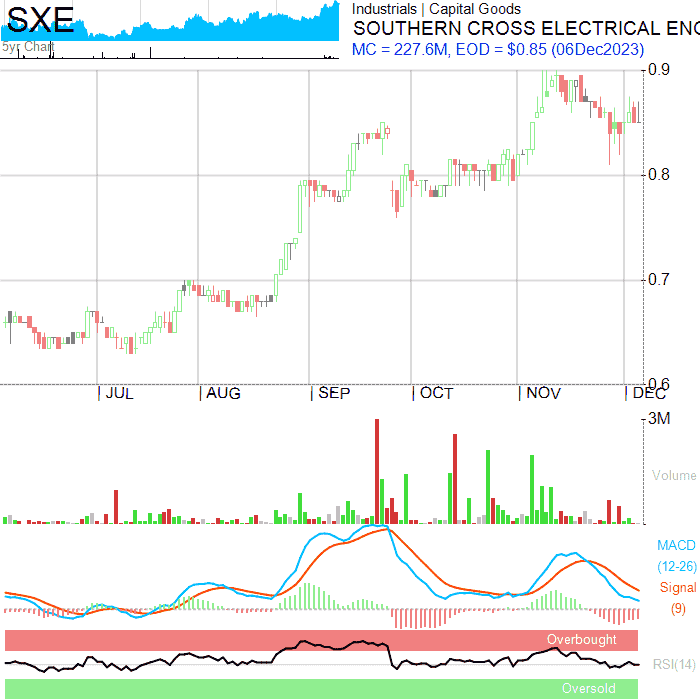 SXE
5yr Chart
Industrials | Capital Goods
SOUTHERN CROSS ELECTRICAL ENG
MC = 227.6M, EOD = $0.85 (06Dec2023)
0.9
0.8
0.7
0.6
JUL AUG SEP OCT NOV DEC
3M
Volume
MACD
(12-26)
Signal
(9)
Overbought
RSI(14)
Oversold